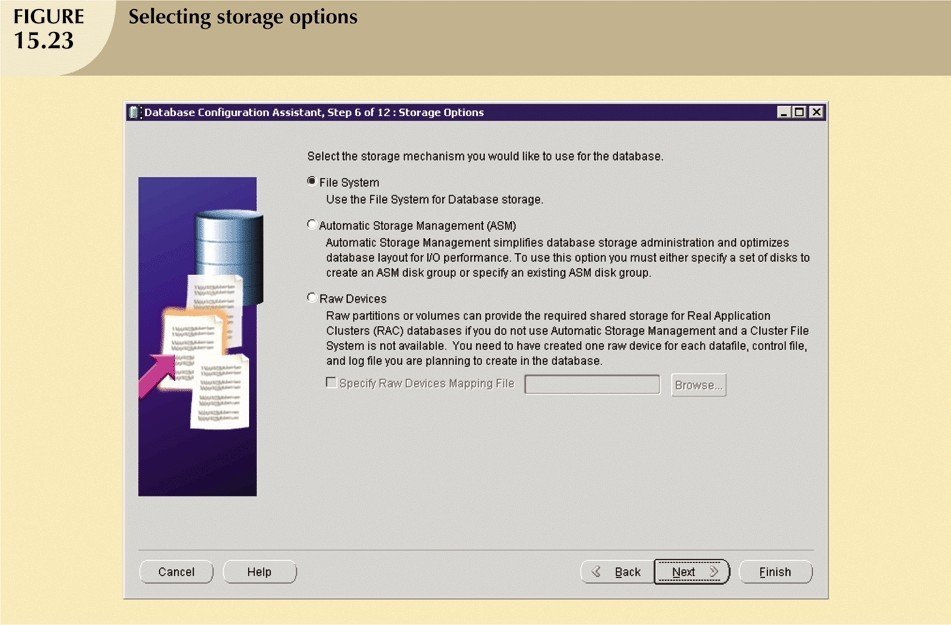 FIGURE
15.23
Selecting storage options
Database Configuration Assistant, Step 6 of 12 : Storage Options
Select the storage mechanism you would like to use for the database.
File System
Use the File System for Database storage.
Automatic Storage Management (ASM)
Automatic Storage Management simplifies database storage administration and optimizes
database layout for I/O performance. To use this option you must either specify a set of disks to
create an ASM disk group or specify an existing ASM disk group.
Raw Devices
Raw partitions or volumes can provide the required shared storage for Real Application
Clusters (RAC) databases if you do not use Automatic Storage Management and a Cluster File
System is not available. You need to have created one raw device for each datafile, control file,
and log file you are planning to create in the database.
Specify Raw Devices Mapping File
Browse...
Cancel
Help
Back
Next
Finish